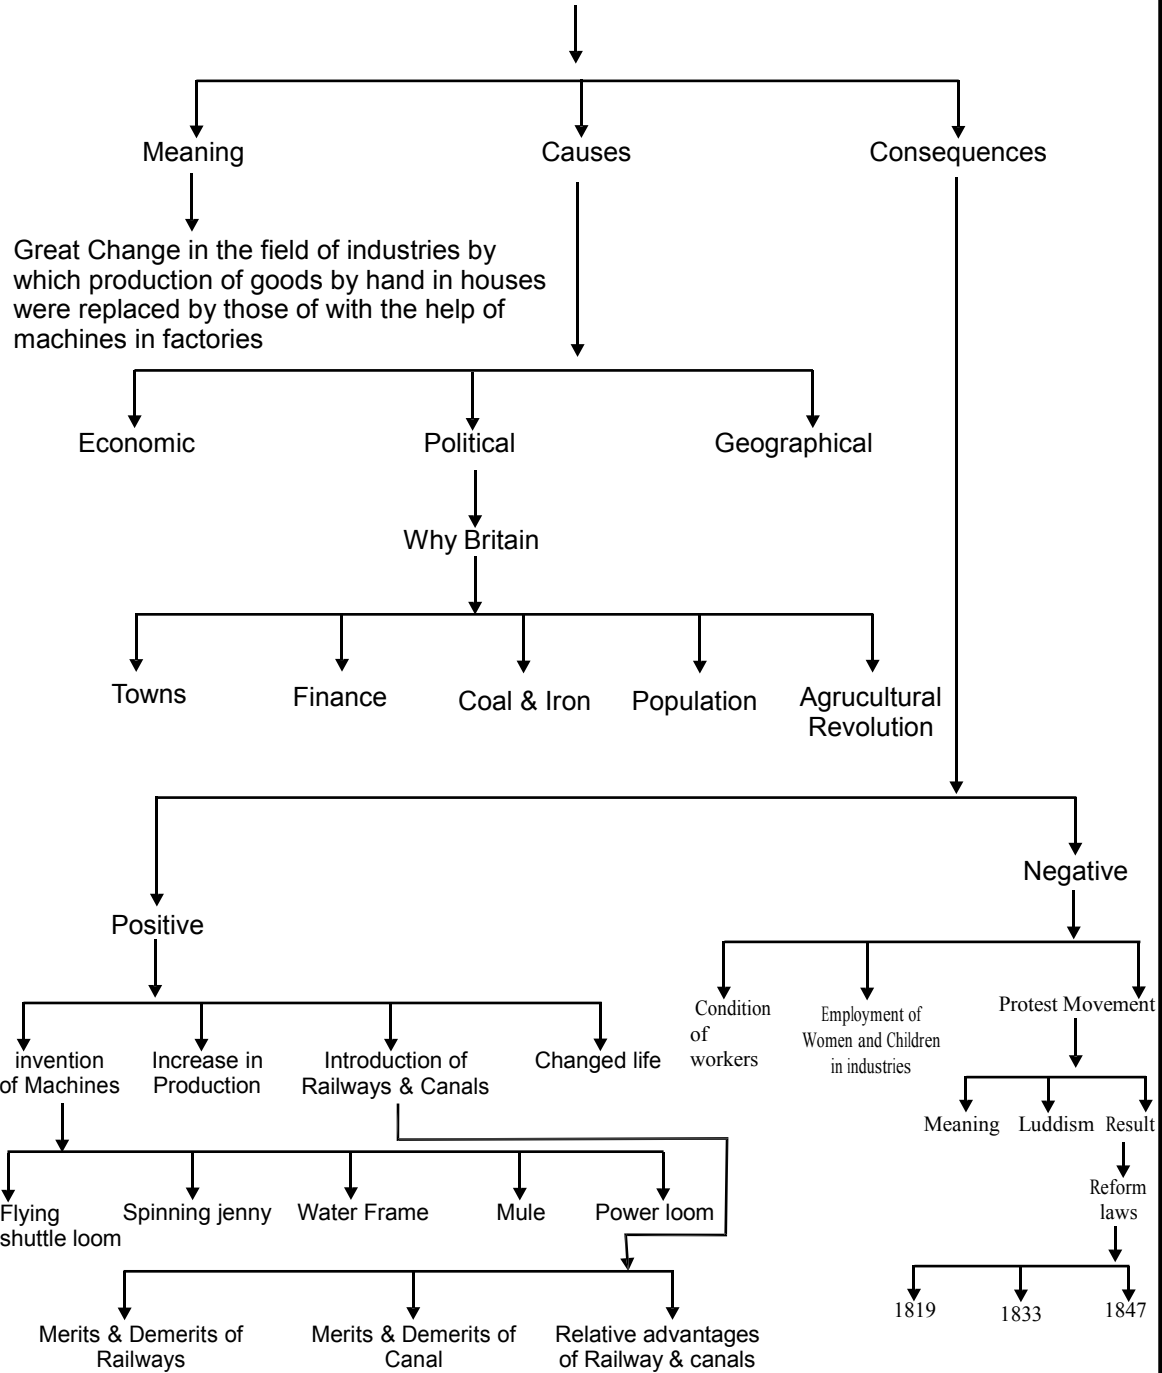 Meaning
Causes
Consequences
Great Change in the field of industries by
which production of goods by hand in houses
were replaced by those of with the help of
machines in factories
Economic
Political
Geographical
Why Britain
Towns
Finance
Coal & Iron
Population
Agrucultural
Revolution
Positive
Negative
invention
of Machines
Increase in
Production
Introduction of
Railways & Canals
Changed life
Condition
of
workers
Employment of
Women and Children
in industries
Protest Movement
Meaning
Luddism
Result
Reform
laws
1819
1833
1847
Flying
shuttle loom
Spinning jenny
Water Frame
Mule
Power loom
Merits & Demerits of
Railways
Merits & Demerits of
Canal
Relative advantages
of Railway & canals